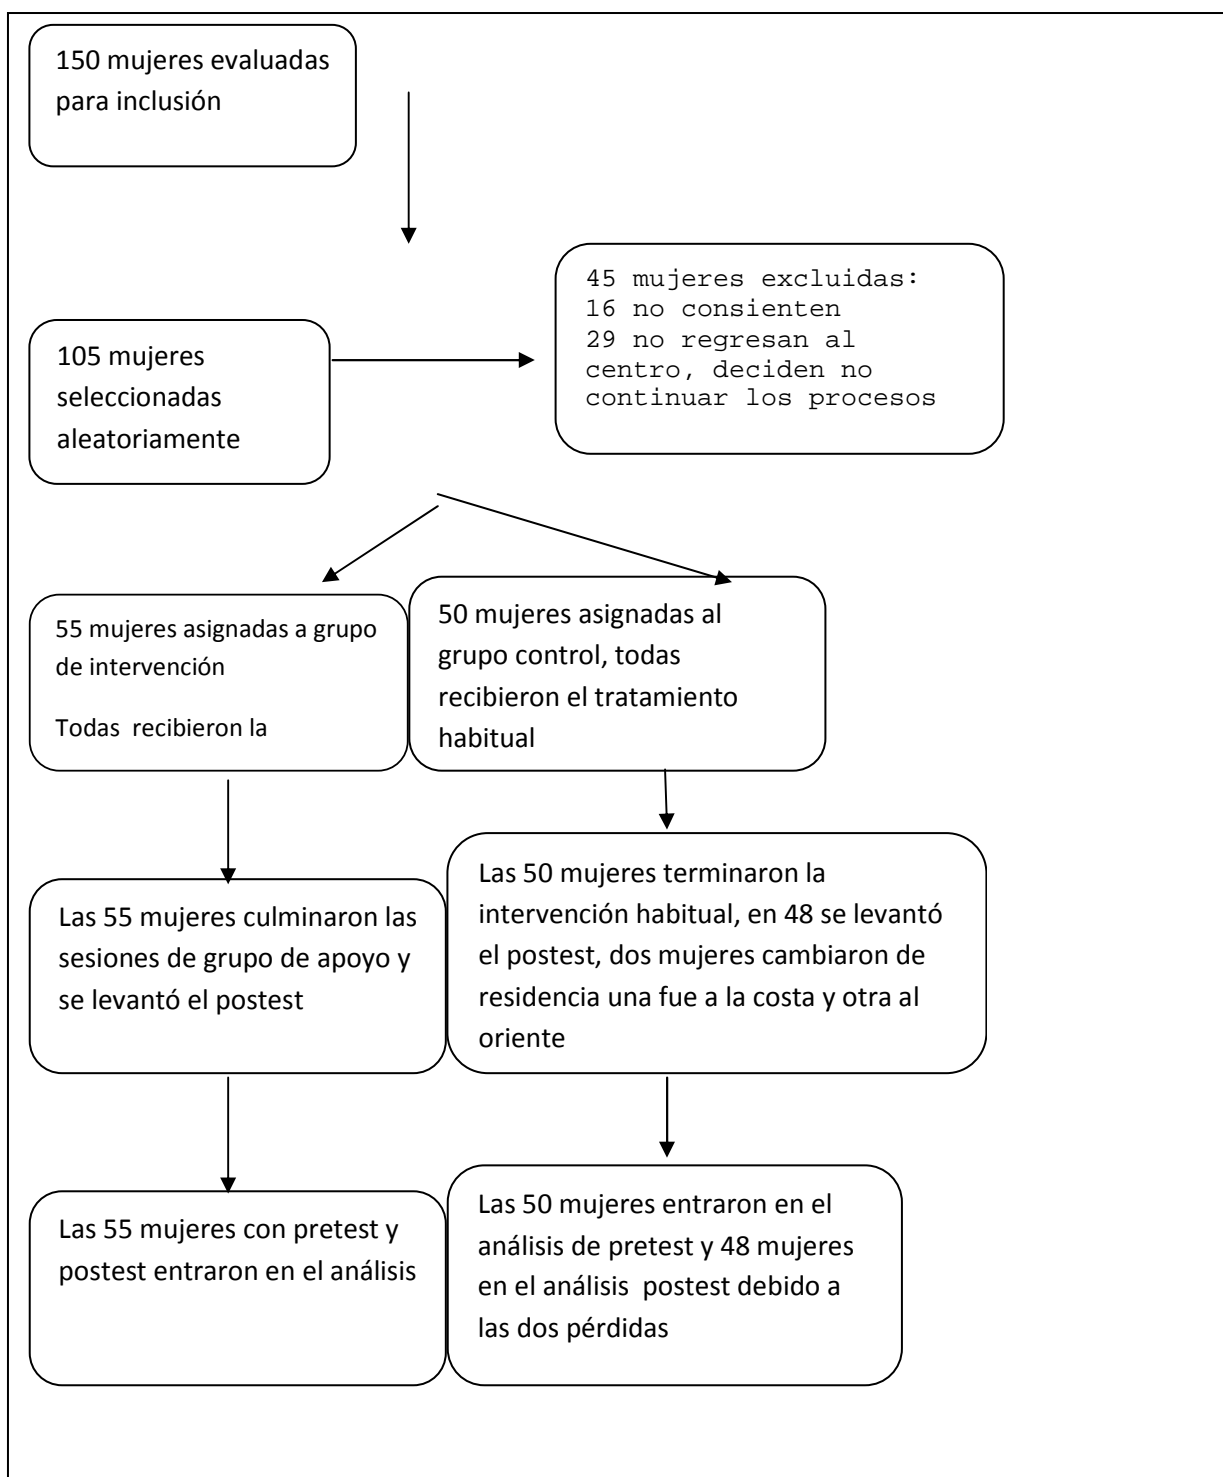 150 mujeres evaluadas
para inclusión
45 mujeres excluidas:
16 no consienten
29 no regresan al
centro, deciden no
continuar los procesos
105 mujeres
seleccionadas
aleatoriamente
55 mujeres asignadas a grupo
de intervención
Todas recibieron la
50 mujeres asignadas al
grupo control, todas
recibieron el tratamiento
habitual
Las 55 mujeres culminaron las
sesiones de grupo de apoyo y
se levantó el postest
Las 50 mujeres terminaron la
intervención habitual, en 48 se levantó
el postest, dos mujeres cambiaron de
residencia una fue a la costa y otra al
oriente
Las 55 mujeres con pretest y
postest entraron en el análisis
Las 50 mujeres entraron en el
análisis de pretest y 48 mujeres
en el análisis postest debido a
las dos pérdidas